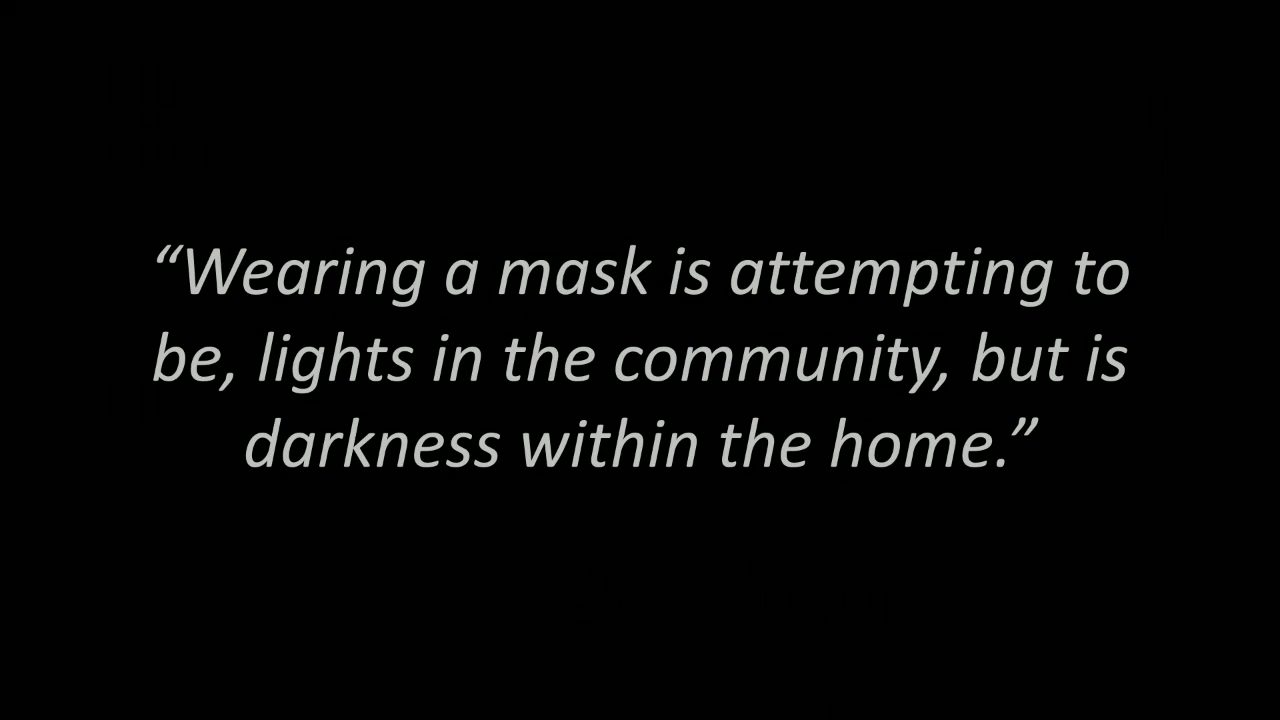 “Wearing a mask is attempting to
be, lights in the community, but is
darkness within the home.”